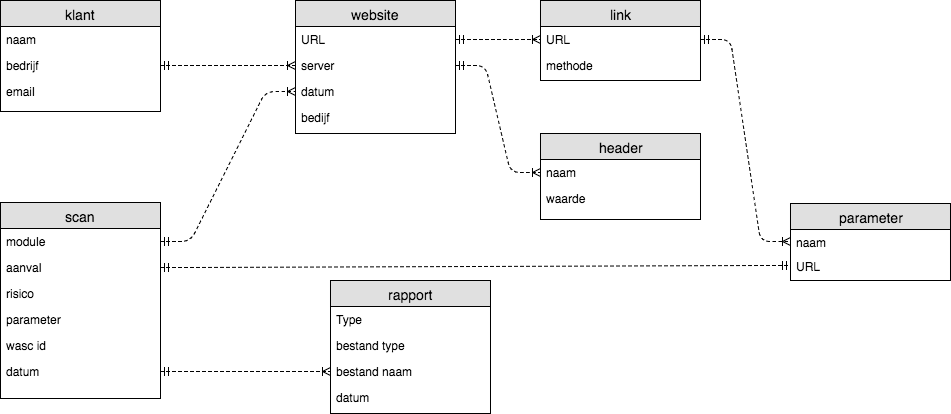 klant
naam
bedrijf
email
website
URL
server
datum
bedijf
link
URL
methode
header
naam
waarde
scan
module
aanval
risico
parameter
wasc id
datum
parameter
naam
URL
rapport
Type
bestand type
bestand naam
datum